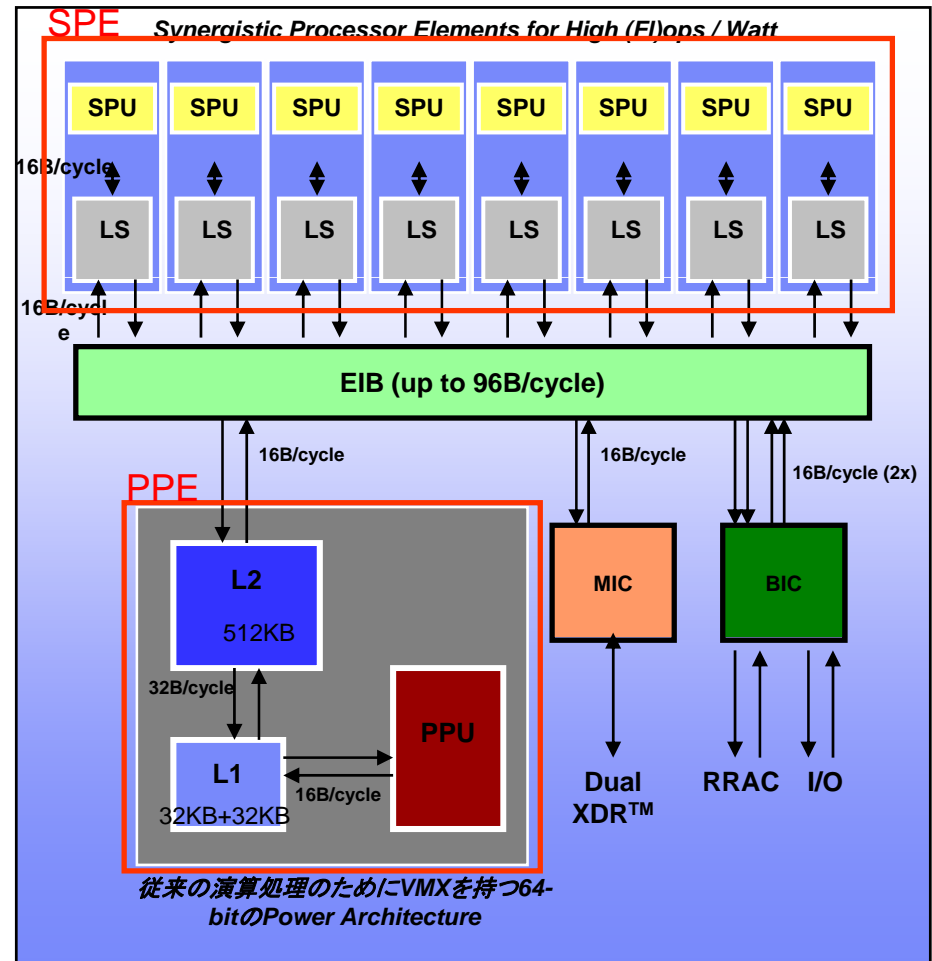 SPE
Synergistic Processor Elements for High (Fl)ops / Watt
SPU SPU SPU SPU SPU SPU SPU SPU
16B/cycle
LS LS LS LS LS LS LS LS
16B/cycl
e
EIB (up to 96B/cycle)
16B/cycle
16B/cycle
16B/cycle (2x)
PPE
L2
512KB
MIC
BIC
32B/cycle
PPU
L1
32KB+32KB
16B/cycle
Dual
XDR™
RRAC I/O
従来の演算処理のためにVMXを持つ64-
bitのPower Architecture